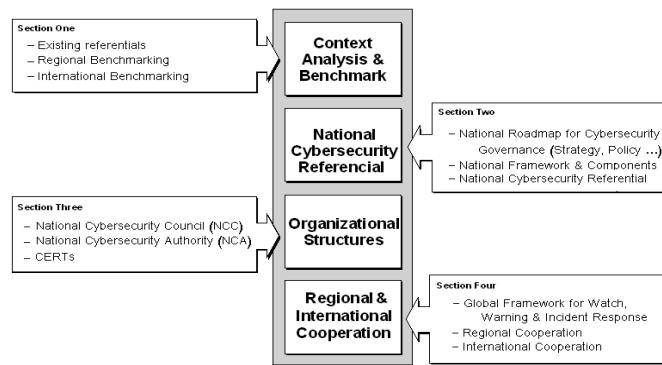 Section One
– Existing referentials
– Regional Benchmarking
– International Benchmarking
Context
Analysis &
Benchmark
National
Cybersecurity
Referencial
Section Two
– National Roadmap for Cybersecurity
Governance (Strategy, Policy ...)
– National Framework & Components
– National Cybersecurity Referential
Section Three
– National Cybersecurity Council (NCC)
– National Cybersecurity Authority (NCA)
– CERTs
Organizational
Structures
Regional &
International
Cooperation
Section Four
– Global Framework for Watch,
Warning & Incident Response
– Regional Cooperation
– International Cooperation